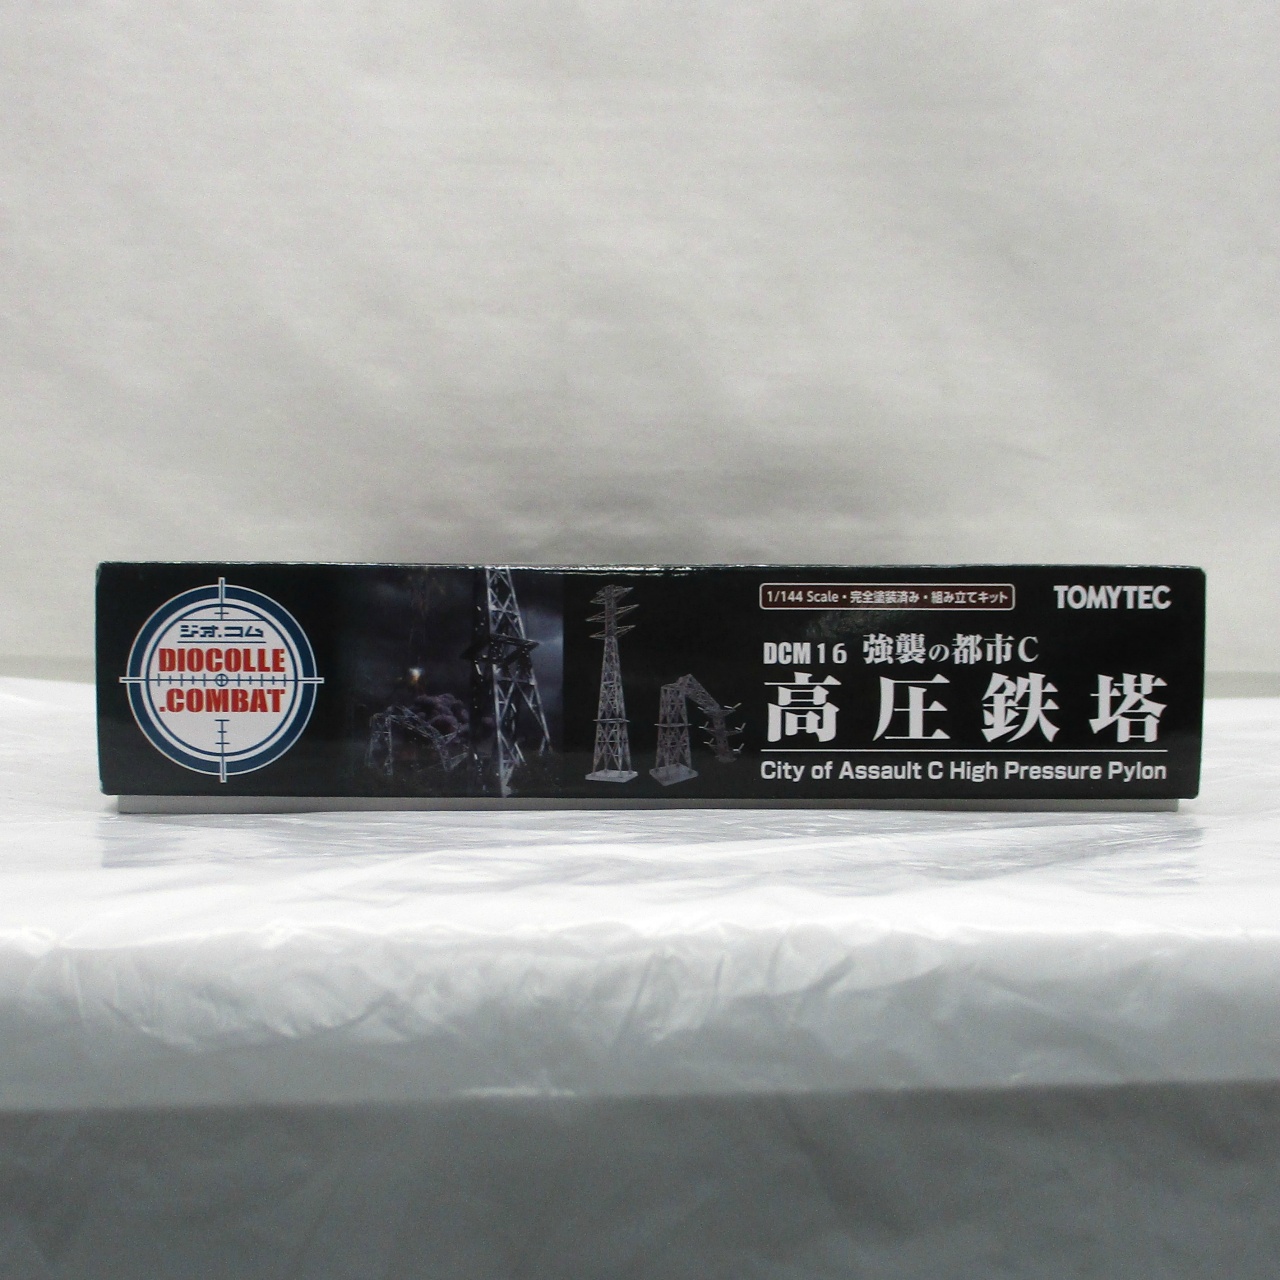 ジオ.コム
DIOCOLLE
.COMBAT
1/144 Scale・完全塗装済み・組み立てキット
TOMYTEC
DCM16 強襲の都市C
高圧鉄塔
City of Assault C High Pressure Pylon